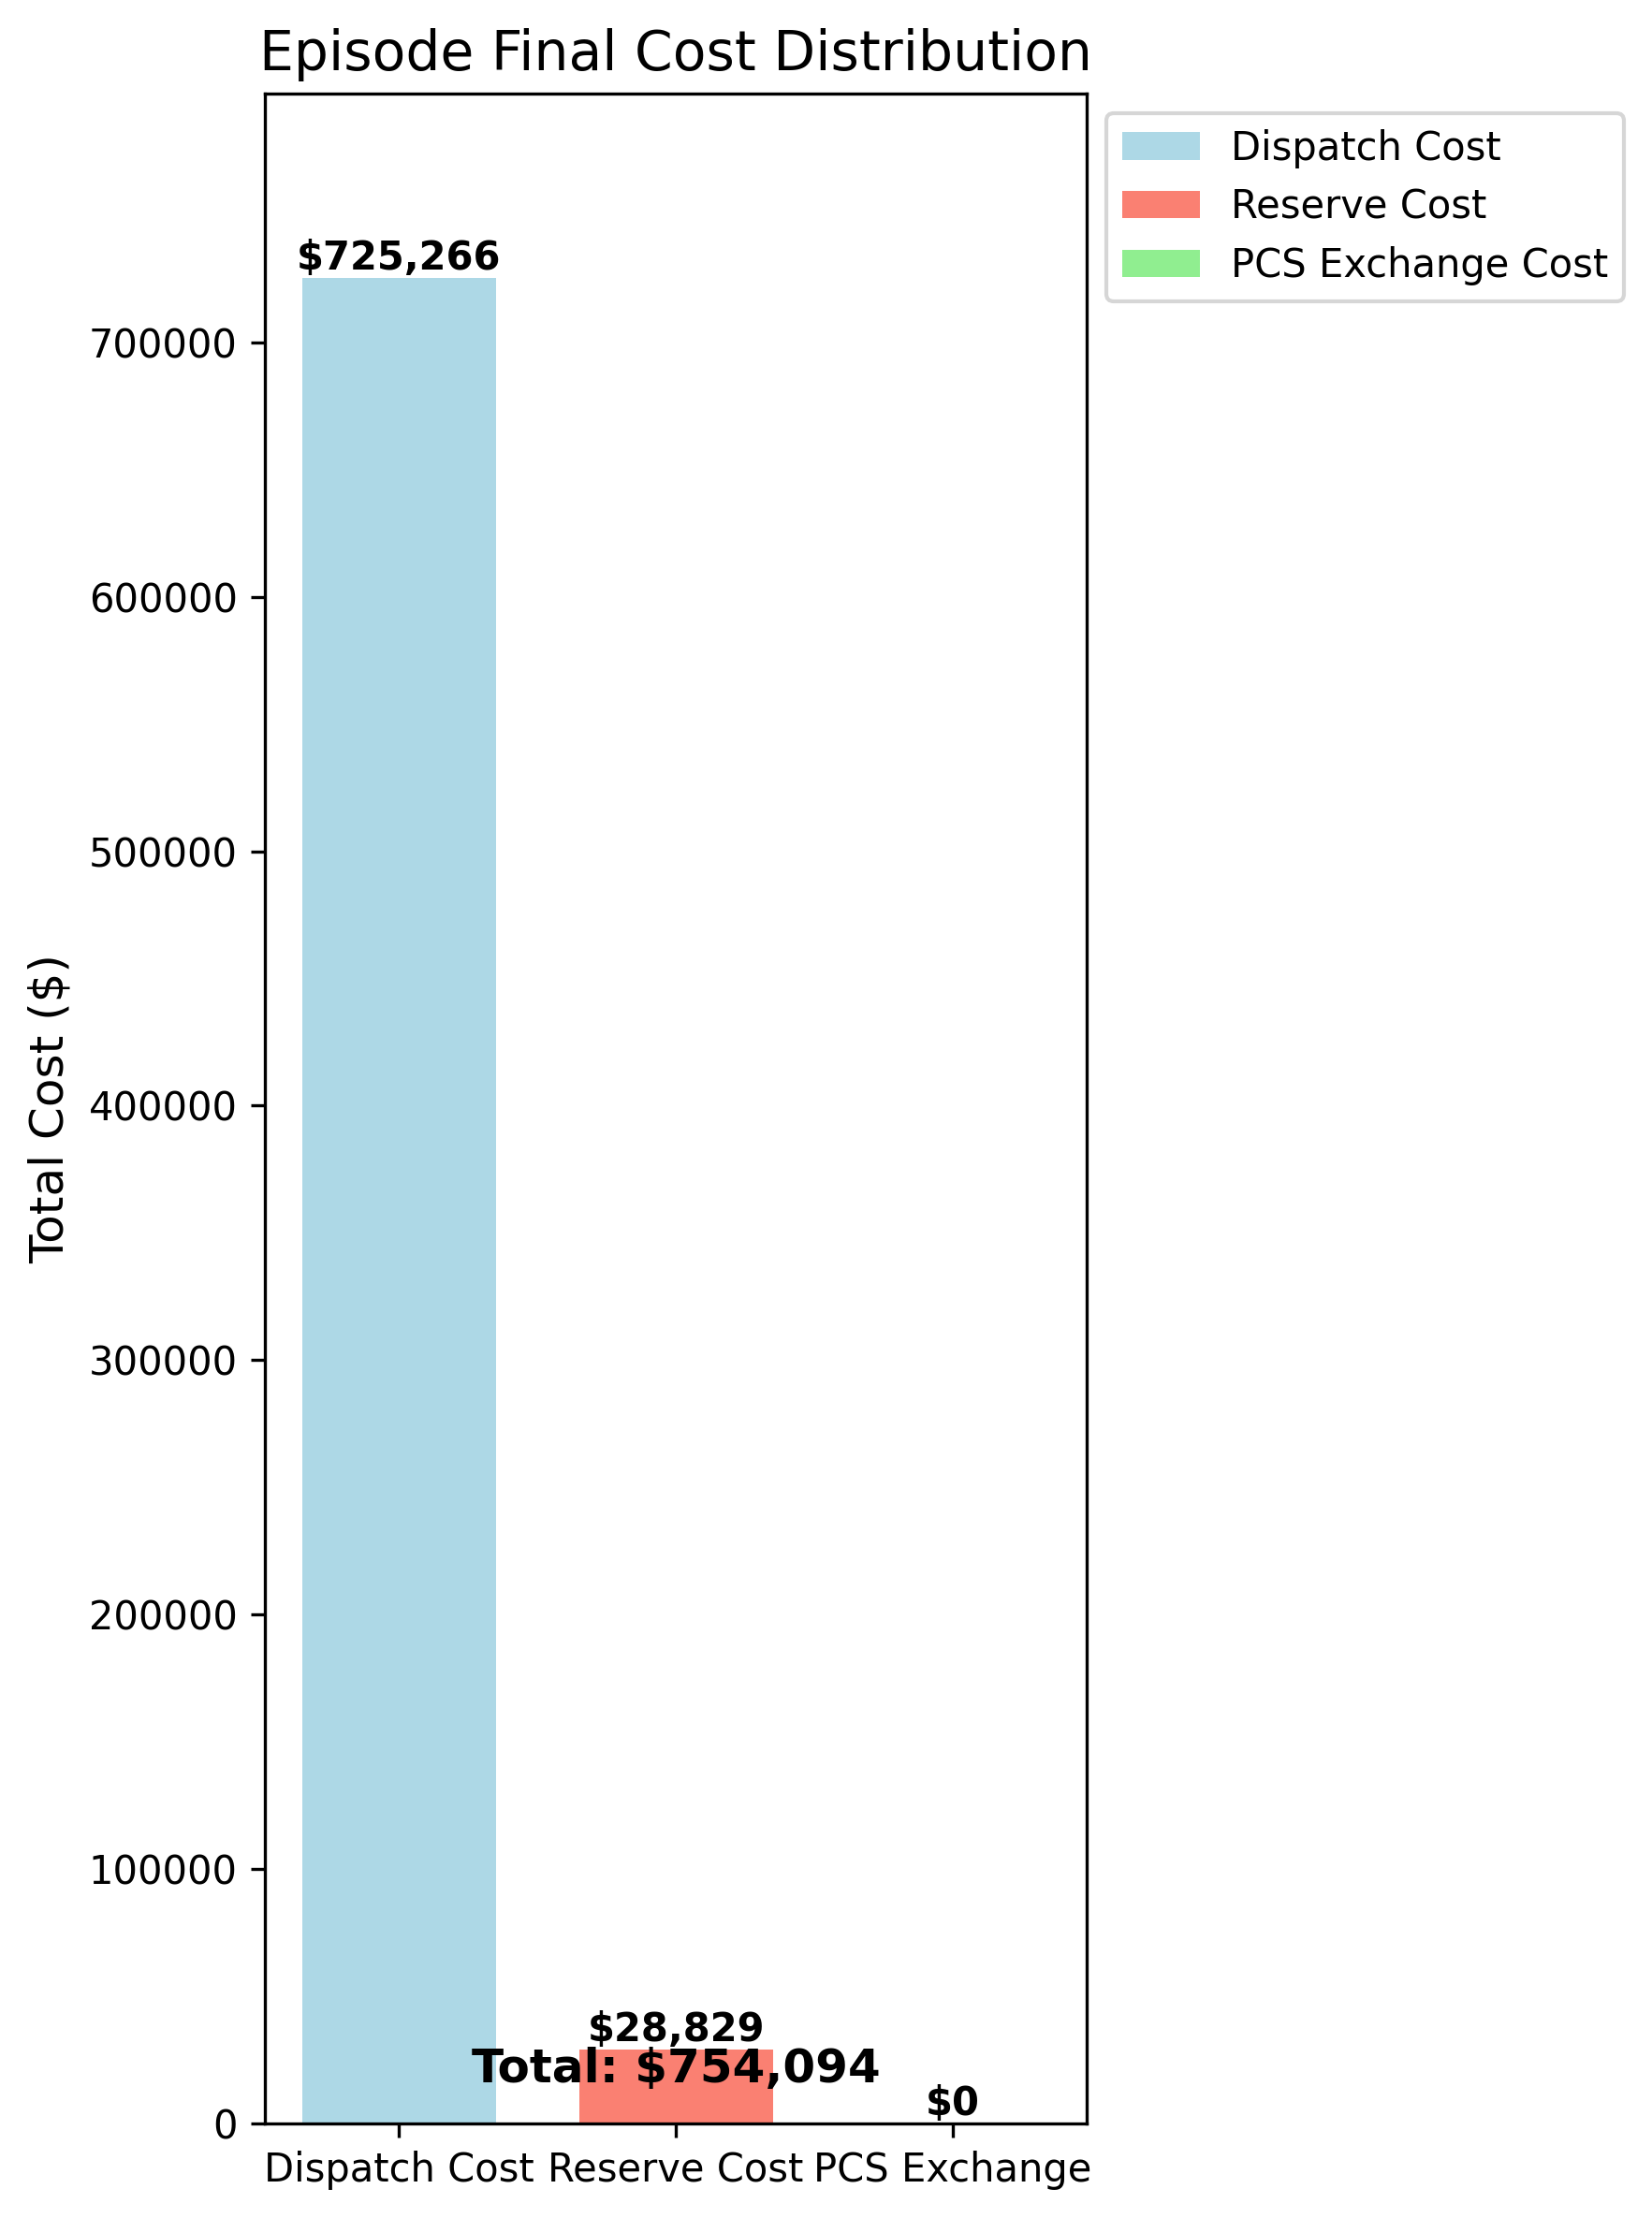 Episode Final Cost Distribution
Dispatch Cost
Reserve Cost
PCS Exchange Cost
Total Cost ($)
700000
600000
500000
400000
300000
200000
100000
0
$725,266
$28,829
Total: $754,094
$0
Dispatch Cost
Reserve Cost
PCS Exchange